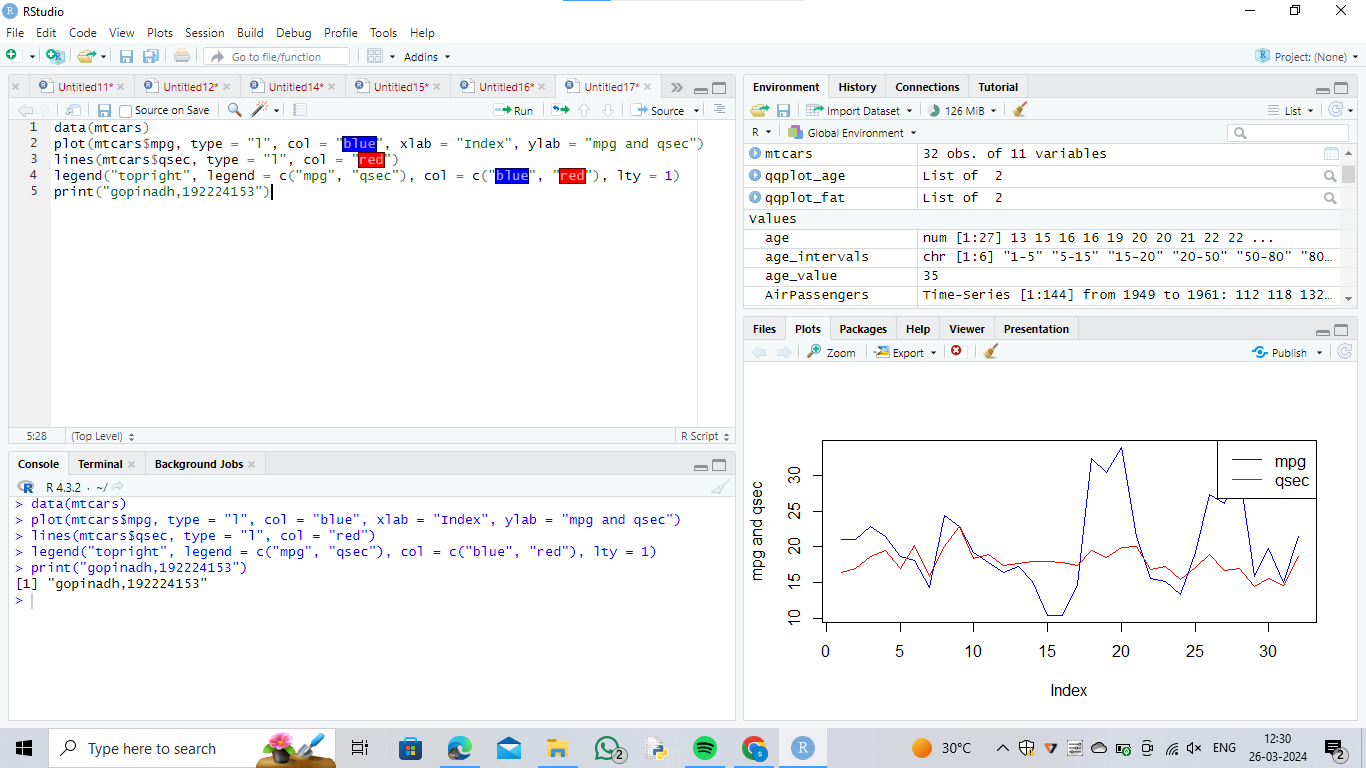 RStudio
File Edit Code View Plots Session Build Debug Profile Tools Help
Go to file/function Addins Project: (None)
Untitled11* Untitled12* Untitled14* Untitled15* Untitled16* Untitled17*
Source on Save Run Source
1 data(mtcars)
2 plot(mtcars$mpg, type = "l", col = "blue", xlab = "Index", ylab = "mpg and qsec")
3 lines(mtcars$qsec, type = "l", col = "red")
4 legend("topright", legend = c("mpg", "qsec"), col = c("blue", "red"), lty = 1)
5 print("gopinadh,192224153")
5:28 (Top Level) R Script
Console Terminal Background Jobs
R R 4.3.2 · ~/
> data(mtcars)
> plot(mtcars$mpg, type = "l", col = "blue", xlab = "Index", ylab = "mpg and qsec")
> lines(mtcars$qsec, type = "l", col = "red")
> legend("topright", legend = c("mpg", "qsec"), col = c("blue", "red"), lty = 1)
> print("gopinadh,192224153")
[1] "gopinadh,192224153"
>
Environment History Connections Tutorial
Import Dataset 126 MiB List
R Global Environment
mtcars 32 obs. of 11 variables
qqplot_age List of 2
qqplot_fat List of 2
Values
age num [1:27] 13 15 16 16 19 20 20 21 22 22 ...
age_intervals chr [1:6] "1-5" "5-15" "15-20" "20-50" "50-80" "80…
age_value 35
AirPassengers Time-Series [1:144] from 1949 to 1961: 112 118 132…
Files Plots Packages Help Viewer Presentation
Zoom Export Publish
mpg
qsec
mpg and qsec
30
25
20
15
10
0 5 10 15 20 25 30
Index
Type here to search
2
R
30°C
ENG
12:30
26-03-2024
2